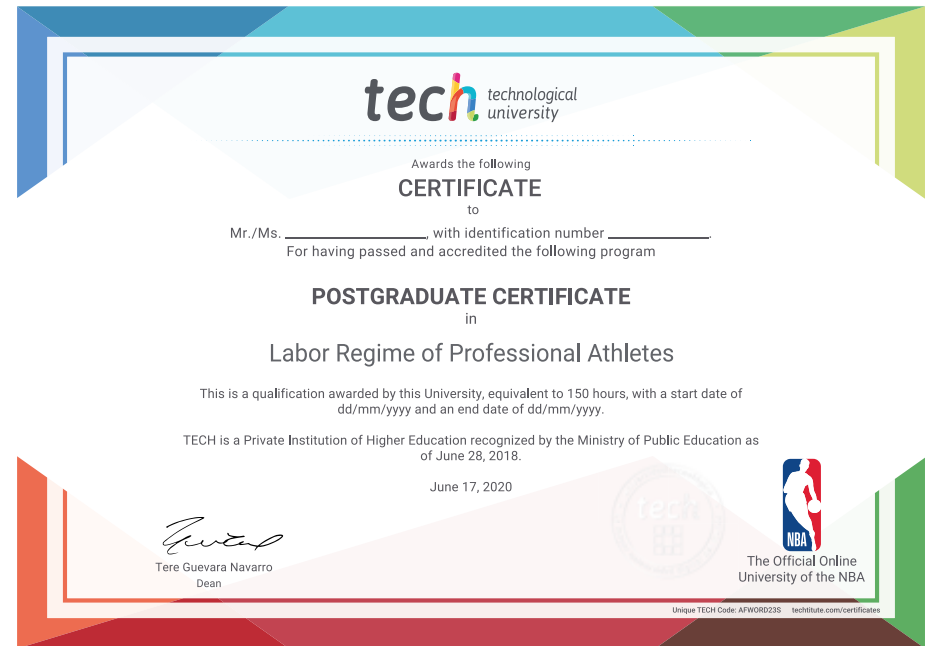 tech technological
university
Awards the following
CERTIFICATE
to
Mr./Ms. ____________, with identification number ____________.
For having passed and accredited the following program
POSTGRADUATE CERTIFICATE
in
Labor Regime of Professional Athletes
This is a qualification awarded by this University, equivalent to 150 hours, with a start date of
dd/mm/yyyy and an end date of dd/mm/yyyy.
TECH is a Private Institution of Higher Education recognized by the Ministry of Public Education as
of June 28, 2018.
June 17, 2020
tech
Tere Guevara Navarro
Dean
NBA
The Official Online
University of the NBA
Unique TECH Code: AFWORD23S techtitute.com/certificates